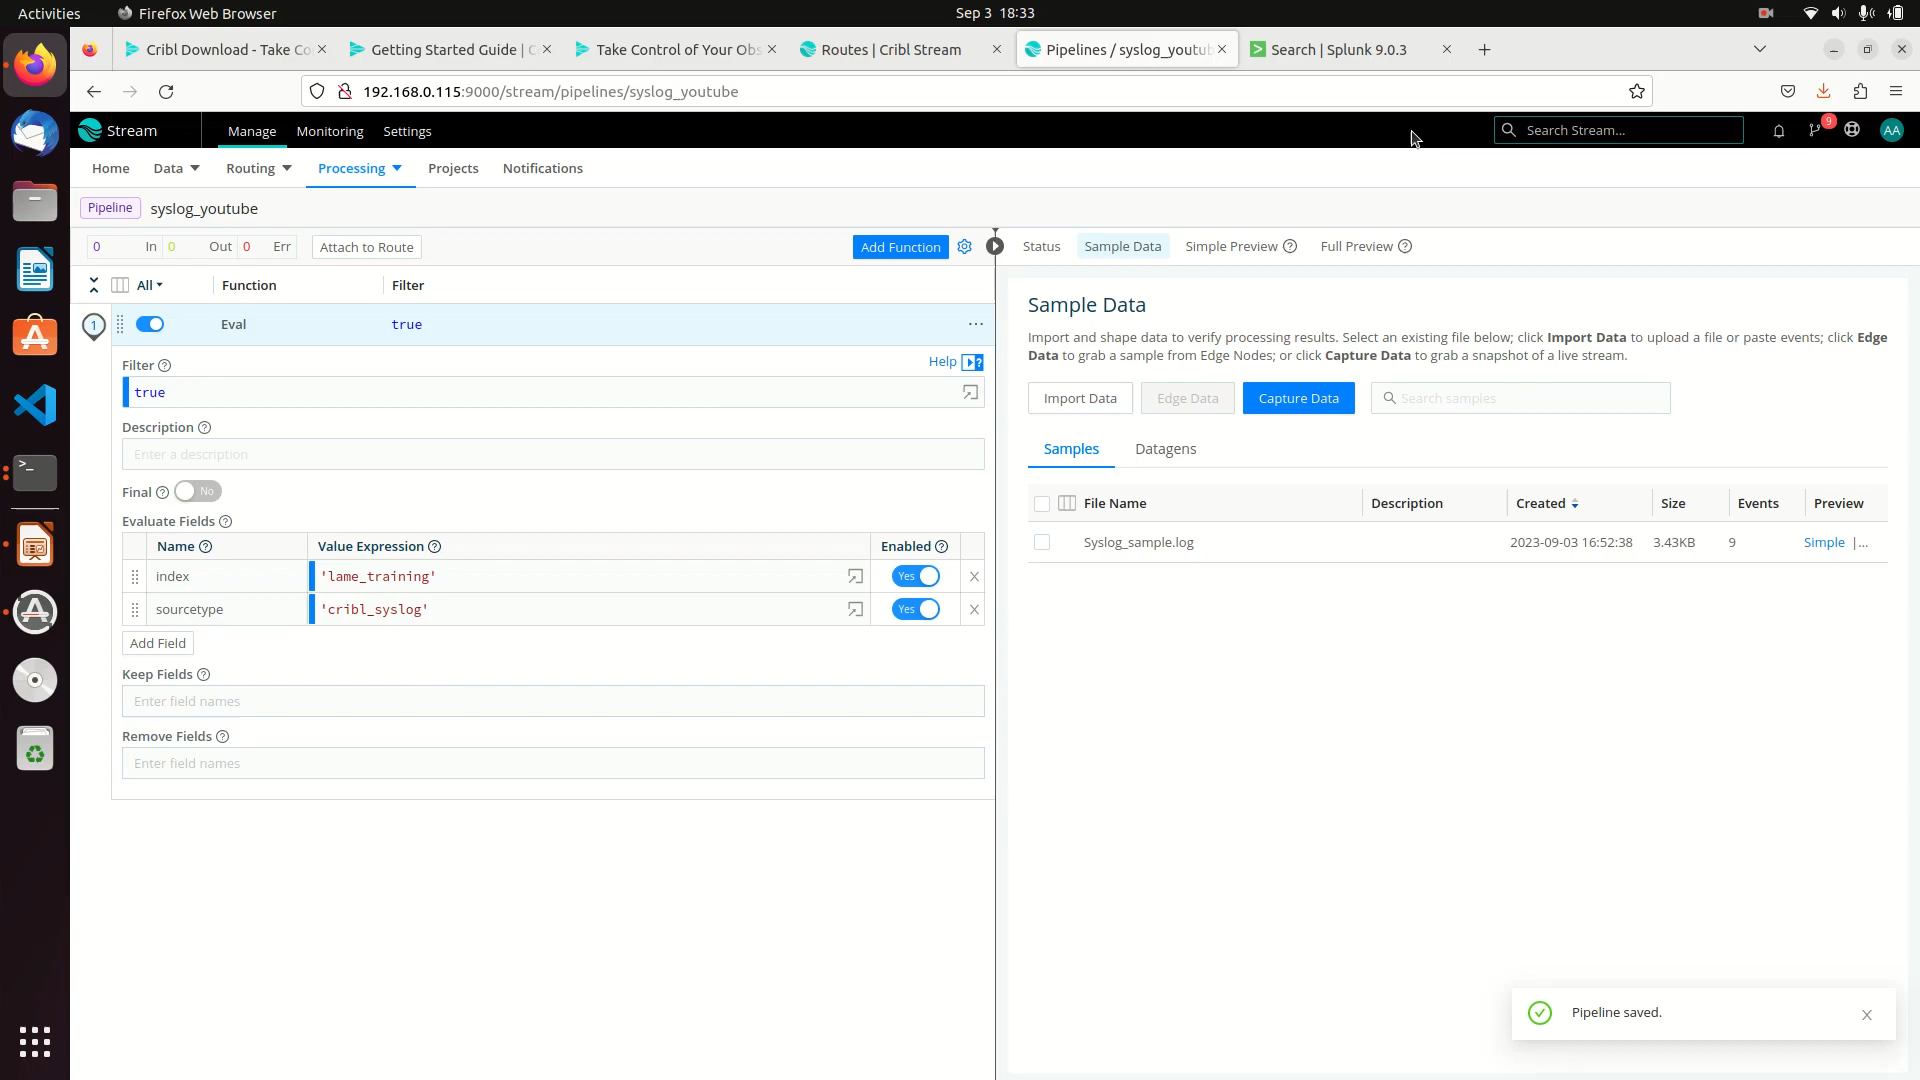 Activities
Firefox Web Browser
Sep 3 18:33
Cribl Download - Take Co
Getting Started Guide | C
Take Control of Your Obs
Routes | Cribl Stream
Pipelines / syslog_youtub
Search | Splunk 9.0.3
192.168.0.115:9000/stream/pipelines/syslog_youtube
Stream
Manage
Monitoring
Settings
Search Stream...
9
AA
Home
Data
Routing
Processing
Projects
Notifications
Pipeline
syslog_youtube
0 In 0 Out 0 Err
Attach to Route
Add Function
Status
Sample Data
Simple Preview
Full Preview
All
Function
Filter
1
Eval
true
Filter
Help
true
Description
Enter a description
Final
No
Evaluate Fields
Name
Value Expression
Enabled
index
'lame_training'
Yes
sourcetype
'cribl_syslog'
Yes
Add Field
Keep Fields
Enter field names
Remove Fields
Enter field names
Sample Data
Import and shape data to verify processing results. Select an existing file below; click Import Data to upload a file or paste events; click Edge
Data to grab a sample from Edge Nodes; or click Capture Data to grab a snapshot of a live stream.
Import Data
Edge Data
Capture Data
Search samples
Samples
Datagens
File Name
Description
Created
Size
Events
Preview
Syslog_sample.log
2023-09-03 16:52:38
3.43KB
9
Simple |...
Pipeline saved.